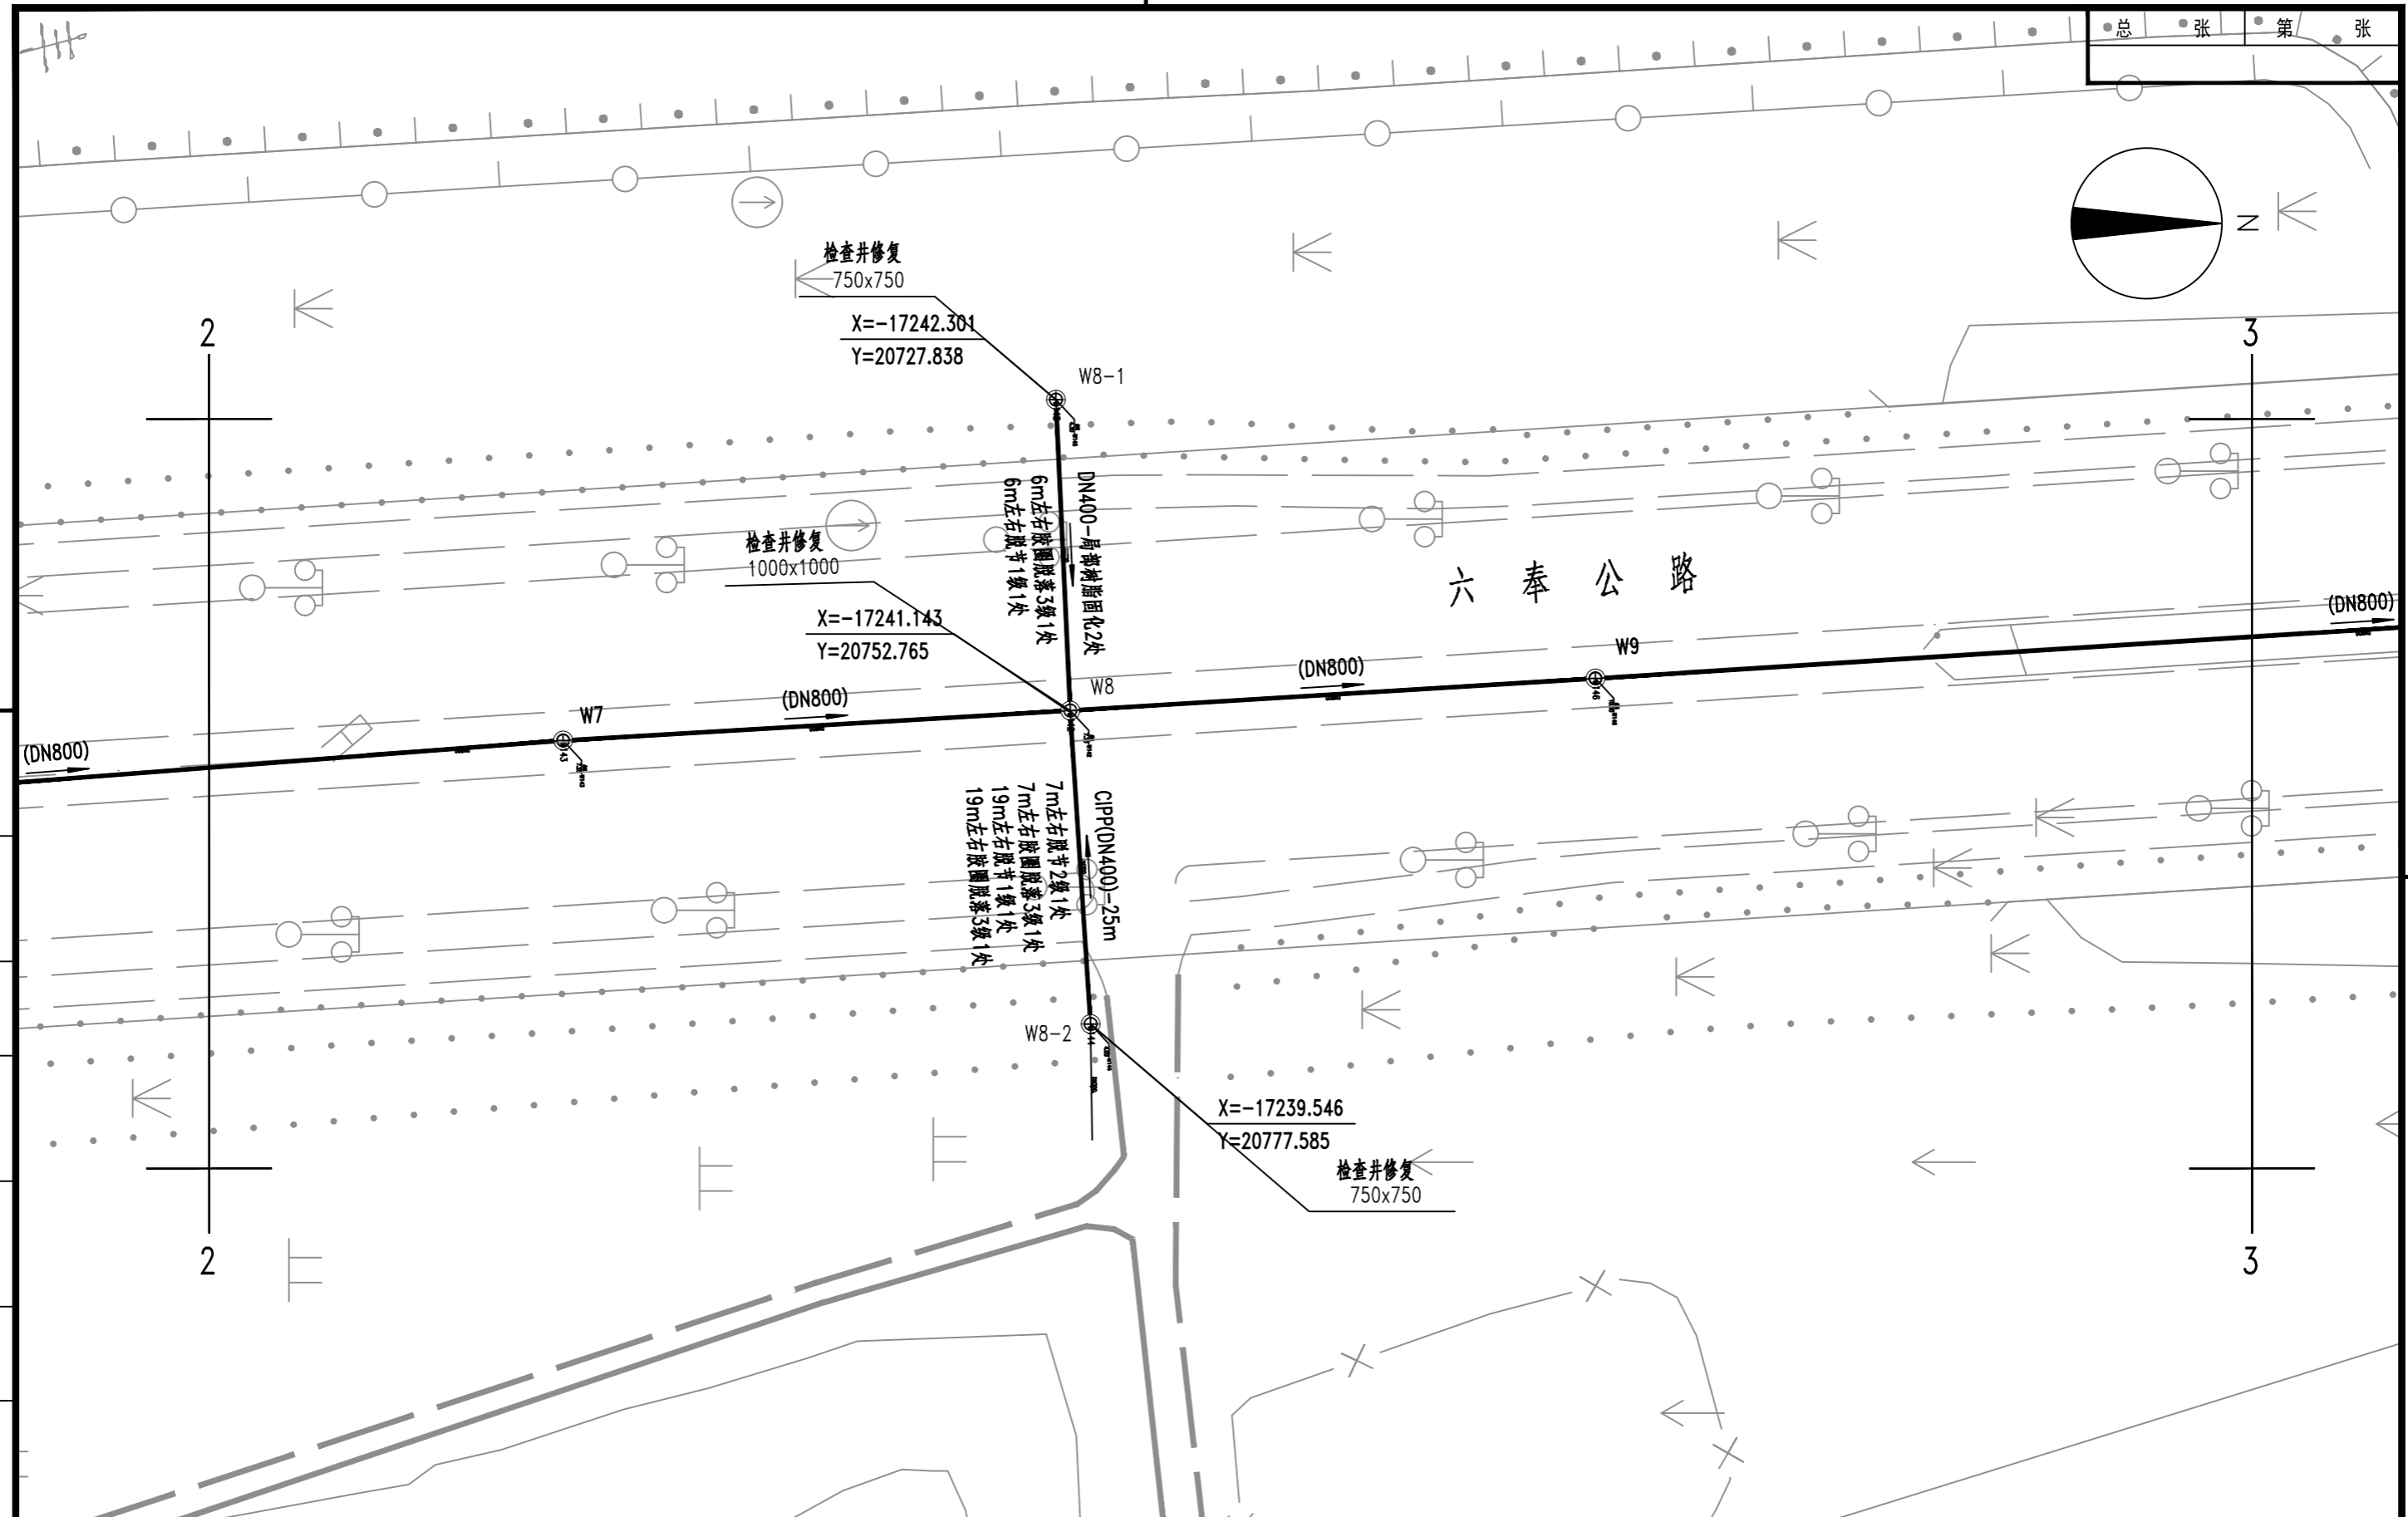 总 张 第 张
N
检查井修复
750x750
X=-17242.301
Y=20727.838
2
3
W8-1
DN400-局部树脂固化2处
6m左右胶圈脱落3级1处
6m左右脱节1级1处
检查井修复
1000x1000
六奉公路
X=-17241.143
Y=20752.765
(DN800)
W9
(DN800)
W8
(DN800)
W7
(DN800)
146
143
CIPP(DN400)-25m
7m左右脱节2级1处
7m左右胶圈脱落3级1处
19m左右脱节1级1处
19m左右胶圈脱落3级1处
W8-2
X=-17239.546
Y=20777.585
检查井修复
750x750
2
3